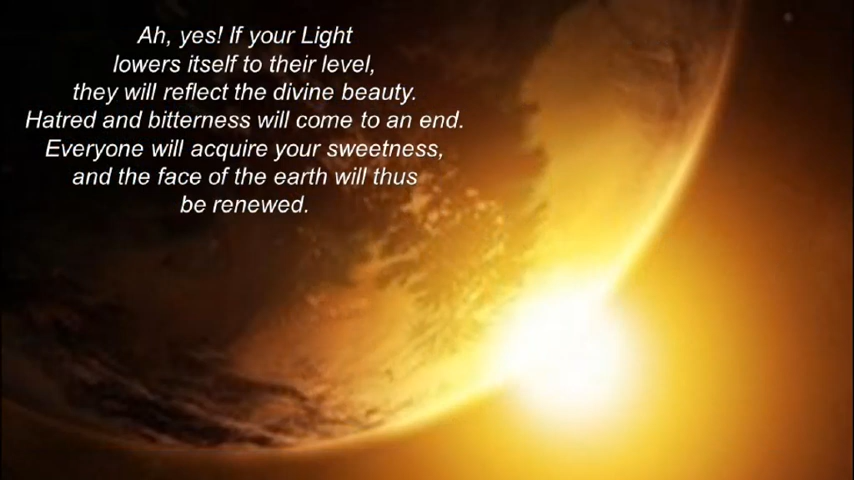 Ah, yes! If your Light
lowers itself to their level,
they will reflect the divine beauty.
Hatred and bitterness will come to an end.
Everyone will acquire your sweetness,
and the face of the earth will thus
be renewed.